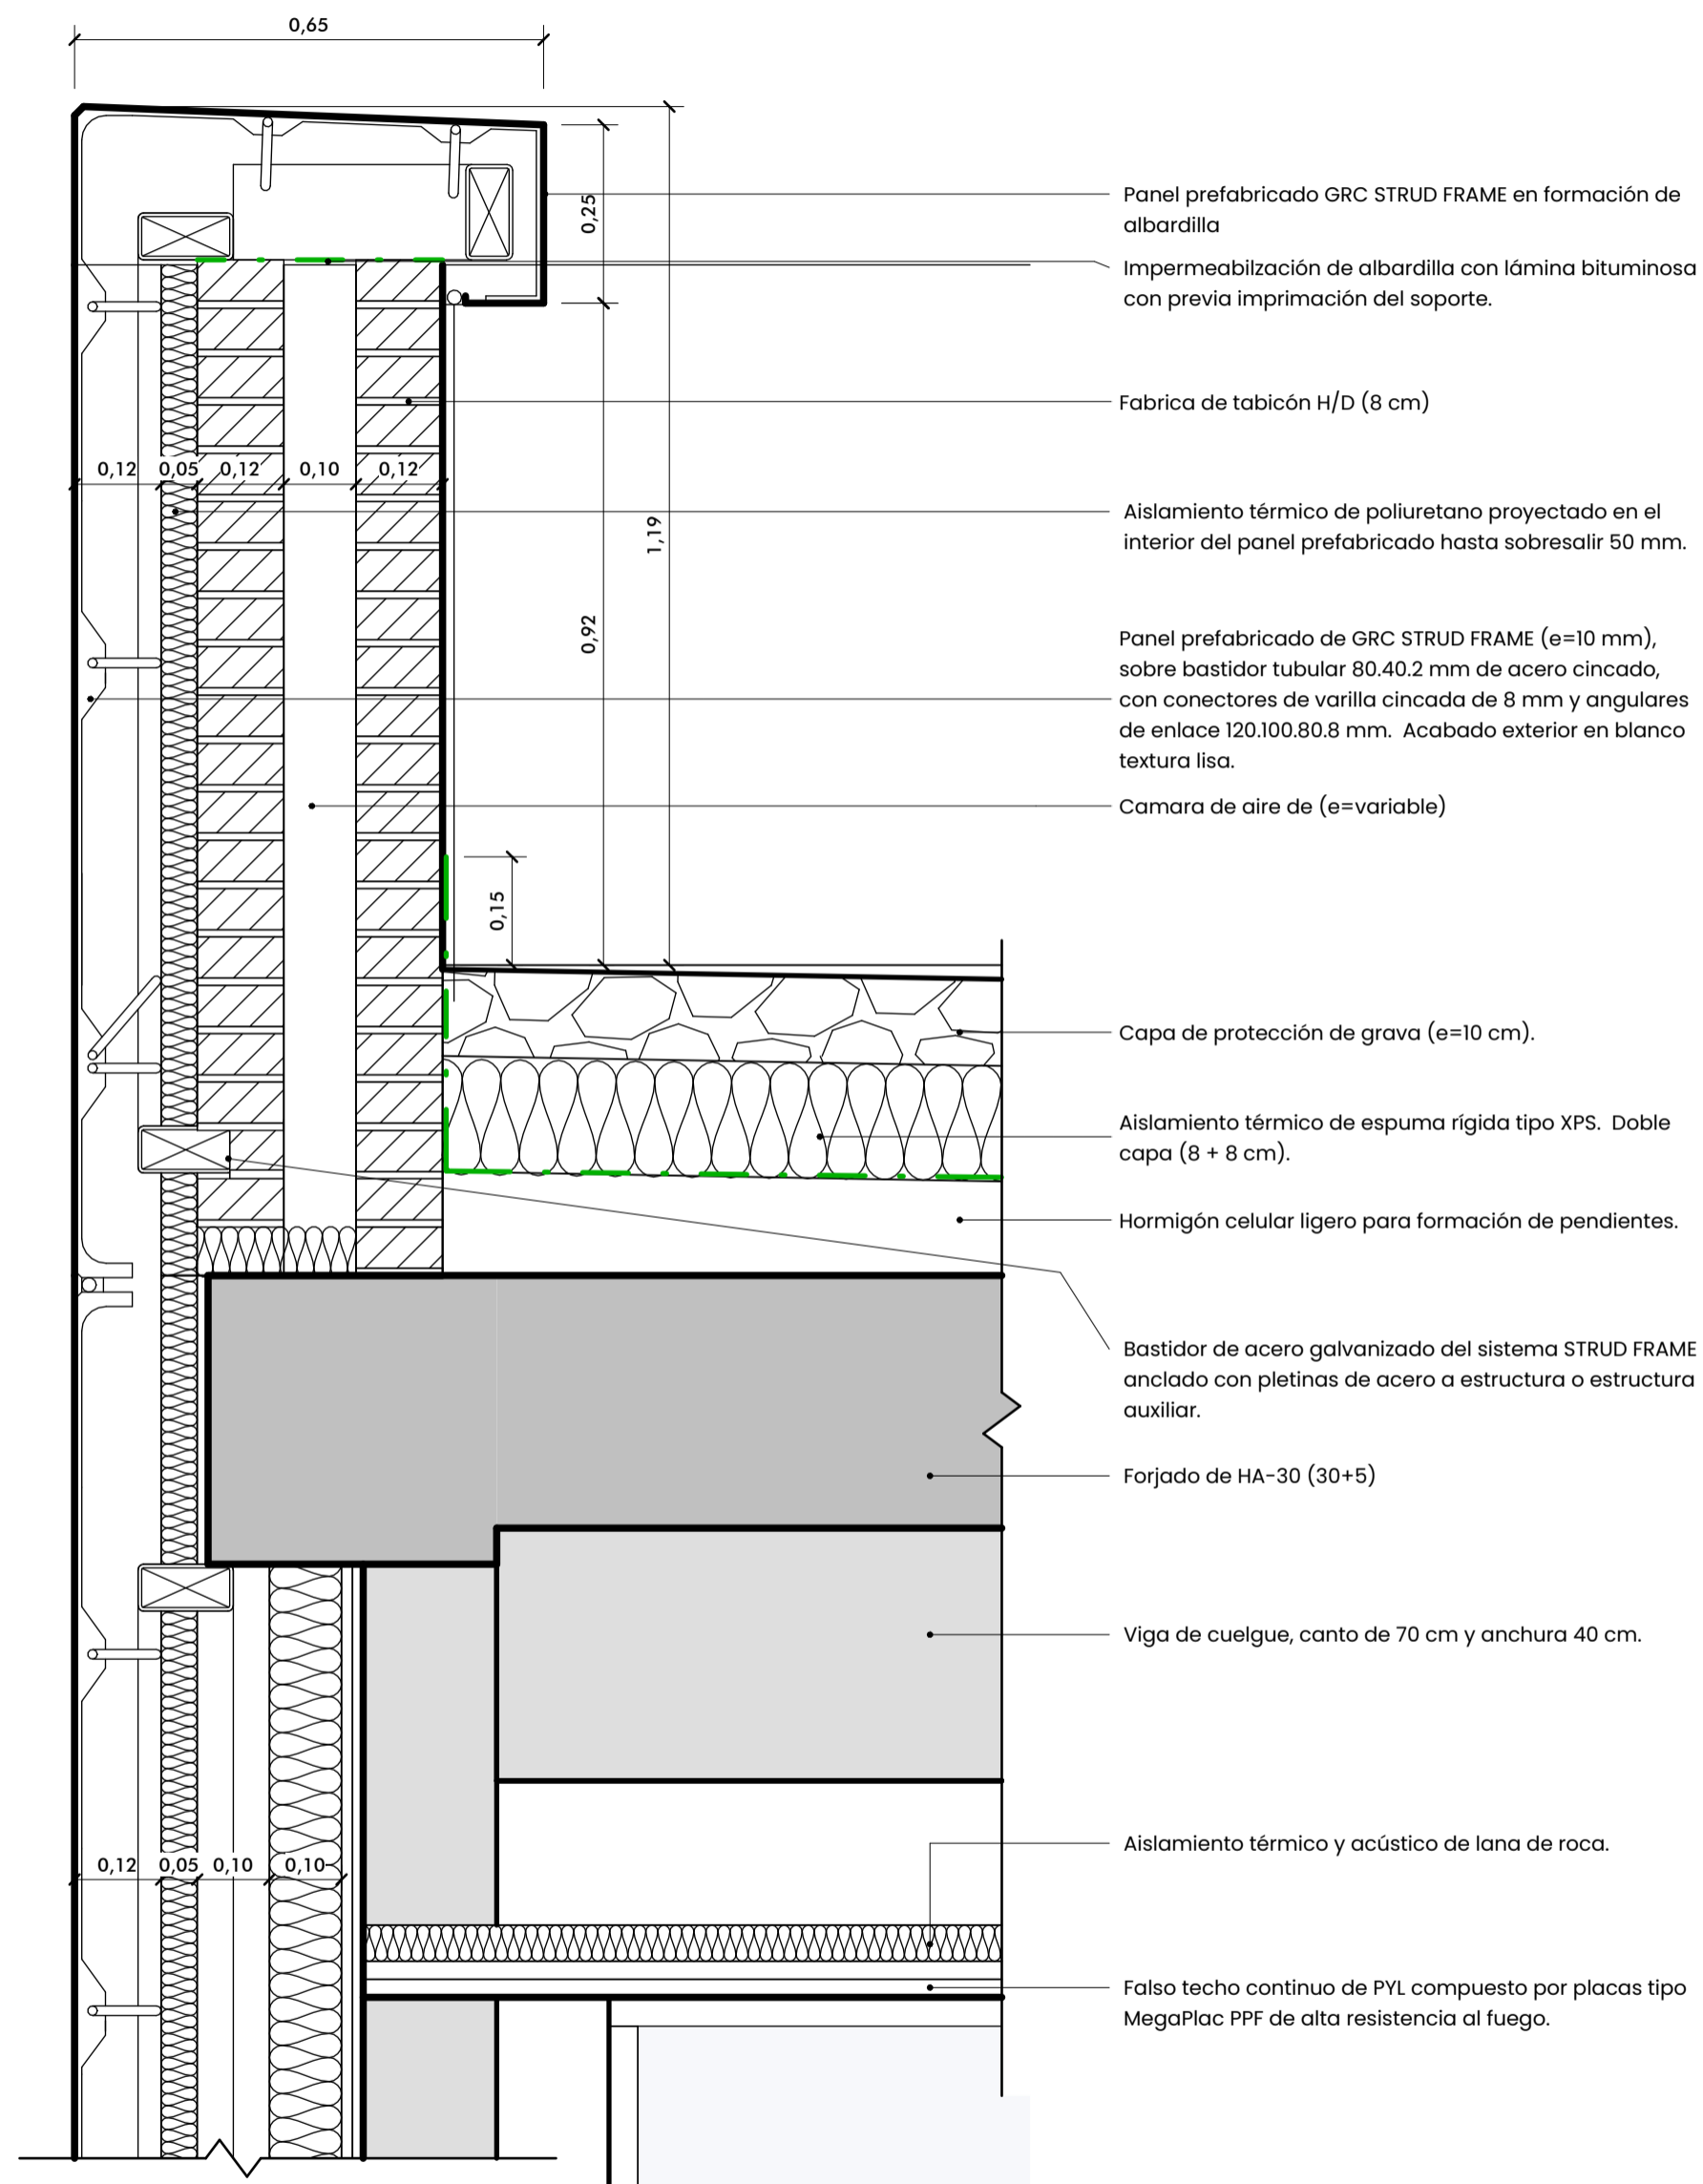 0,65
0,25
Panel prefabricado GRC STRUD FRAME en formación de
albardilla
Impermeabilzación de albardilla con lámina bituminosa
con previa imprimación del soporte.
Fabrica de tabicón H/D (8 cm)
0,12 0,05 0,12 0,10 0,12
Aislamiento térmico de poliuretano proyectado en el
interior del panel prefabricado hasta sobresalir 50 mm.
1,19
0,92
Panel prefabricado de GRC STRUD FRAME (e=10 mm),
sobre bastidor tubular 80.40.2 mm de acero cincado,
con conectores de varilla cincada de 8 mm y angulares
de enlace 120.100.80.8 mm. Acabado exterior en blanco
textura lisa.
Camara de aire de (e=variable)
0,15
Capa de protección de grava (e=10 cm).
Aislamiento térmico de espuma rígida tipo XPS. Doble
capa (8 + 8 cm).
Hormigón celular ligero para formación de pendientes.
Bastidor de acero galvanizado del sistema STRUD FRAME
anclado con pletinas de acero a estructura o estructura
auxiliar.
Forjado de HA-30 (30+5)
Viga de cuelgue, canto de 70 cm y anchura 40 cm.
Aislamiento térmico y acústico de lana de roca.
0,12 0,05 0,10 0,10
Falso techo continuo de PYL compuesto por placas tipo
MegaPlac PPF de alta resistencia al fuego.